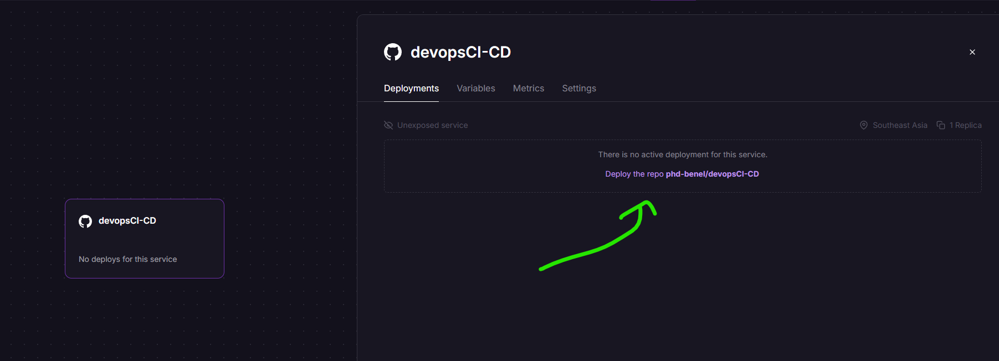 devopsCI-CD
Deployments Variables Metrics Settings
Unexposed service
Southeast Asia 1 Replica
There is no active deployment for this service.
Deploy the repo phd-benel/devopsCI-CD
devopsCI-CD
No deploys for this service